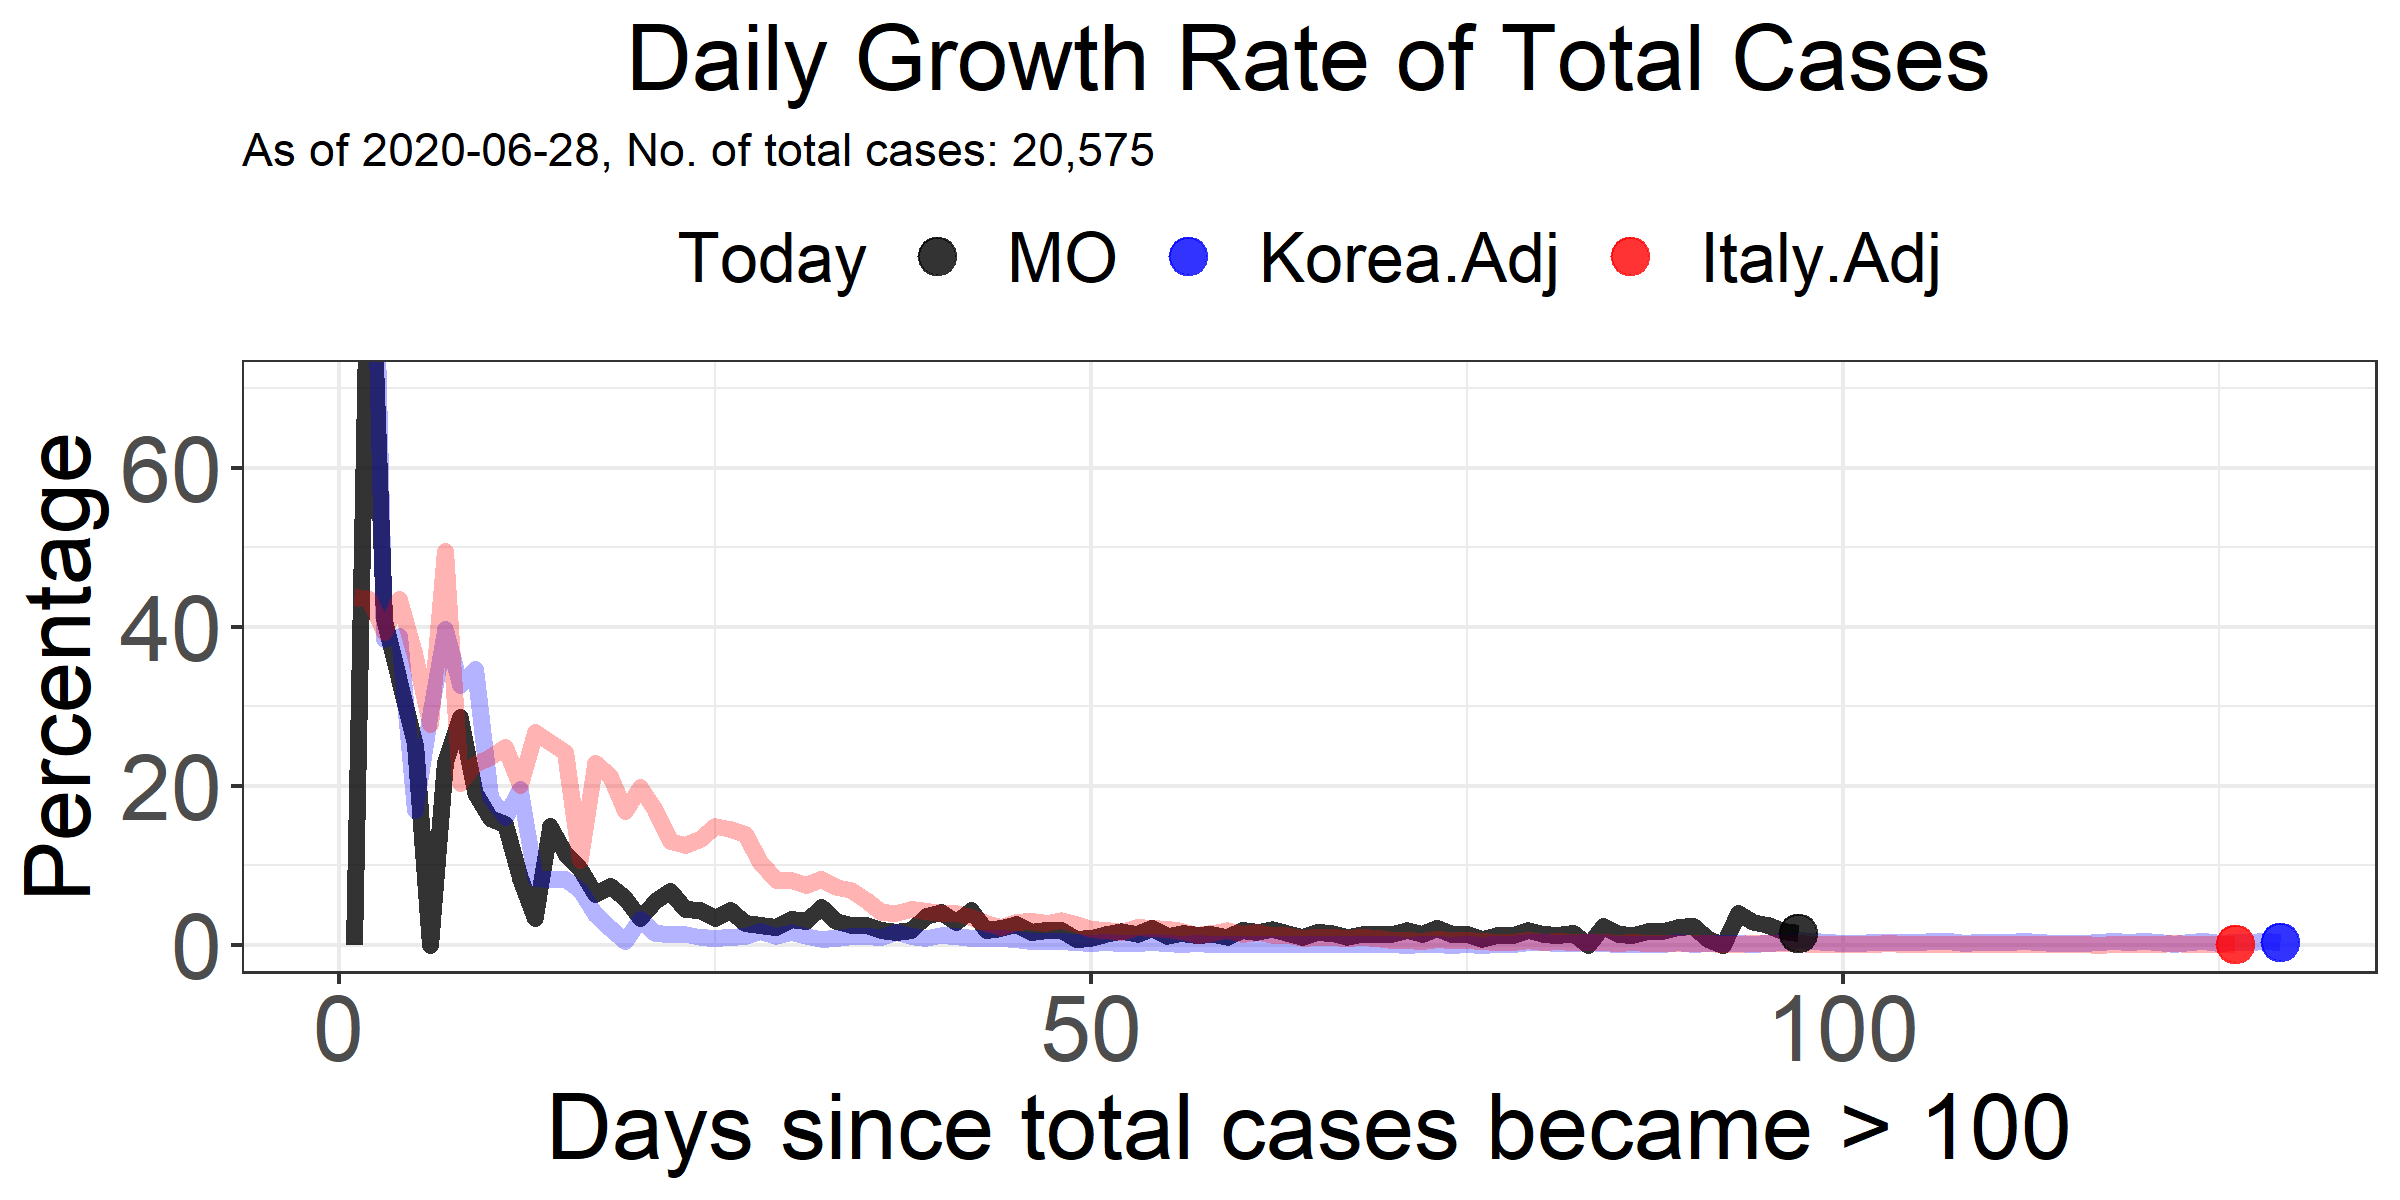 Daily Growth Rate of Total Cases
As of 2020-06-28, No. of total cases: 20,575
Today MO Korea.Adj Italy.Adj
Percentage
60
40
20
0
0 50 100
Days since total cases became > 100